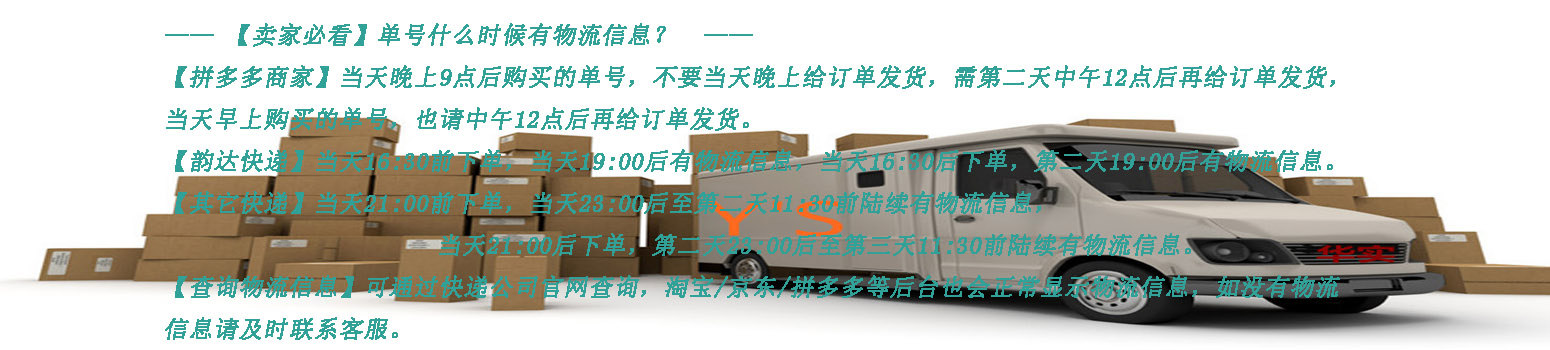 —— 【卖家必看】单号什么时候有物流信息? ——
【拼多多商家】当天晚上9点后购买的单号，不要当天晚上给订单发货，需第二天中午12点后再给订单发货，
当天早上购买的单号，也请中午12点后再给订单发货。
【韵达快递】当天16:30前下单，当天19:00后有物流信息，当天16:30后下单，第二天19:00后有物流信息。
【其它快递】当天21:00前下单，当天23:00后至第二天11:30前陆续有物流信息，
当天21:00后下单，第二天23:00后至第三天11:30前陆续有物流信息。
【查询物流信息】可通过快递公司官网查询，淘宝/京东/拼多多等后台也会正常显示物流信息，如没有物流
信息请及时联系客服。
Y S
华实